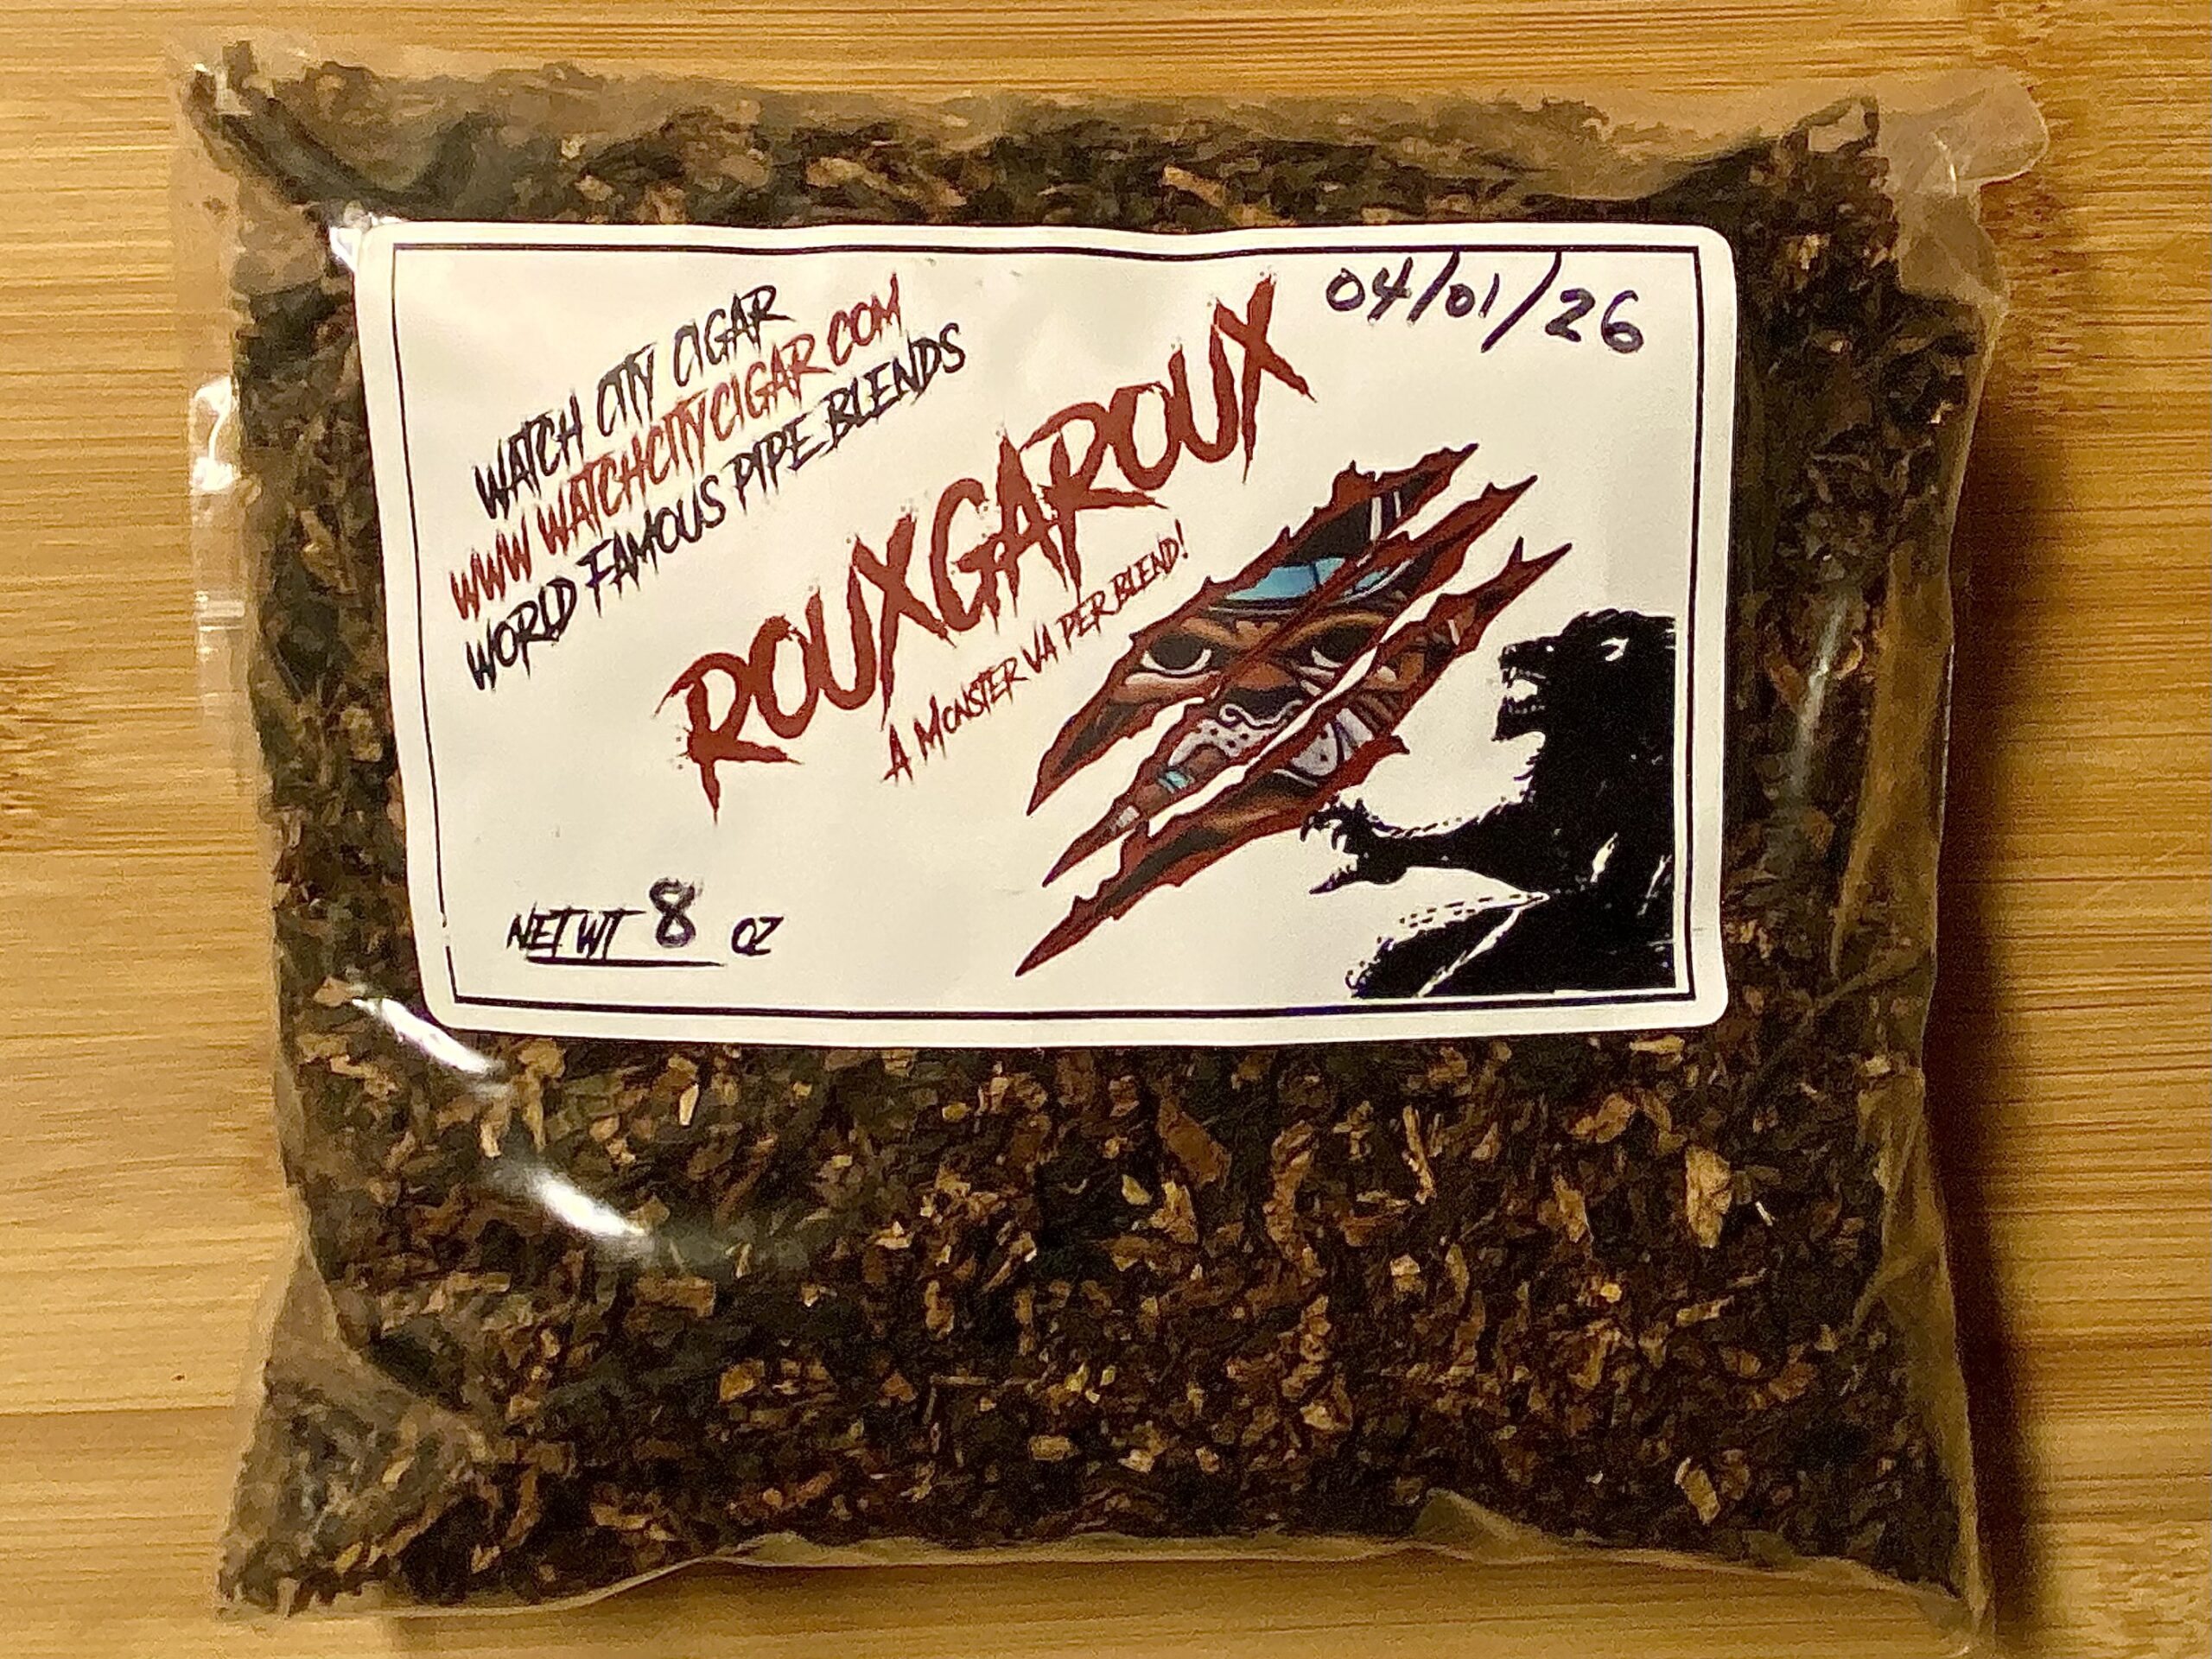 04/01/26
WATCH CITY CIGAR
WWW WATCHCITYCIGAR COM
WORLD FAMOUS PIPE BLENDS
ROUXGAROUX
A MONSTER VA PER BLEND!
NET WT 8 OZ